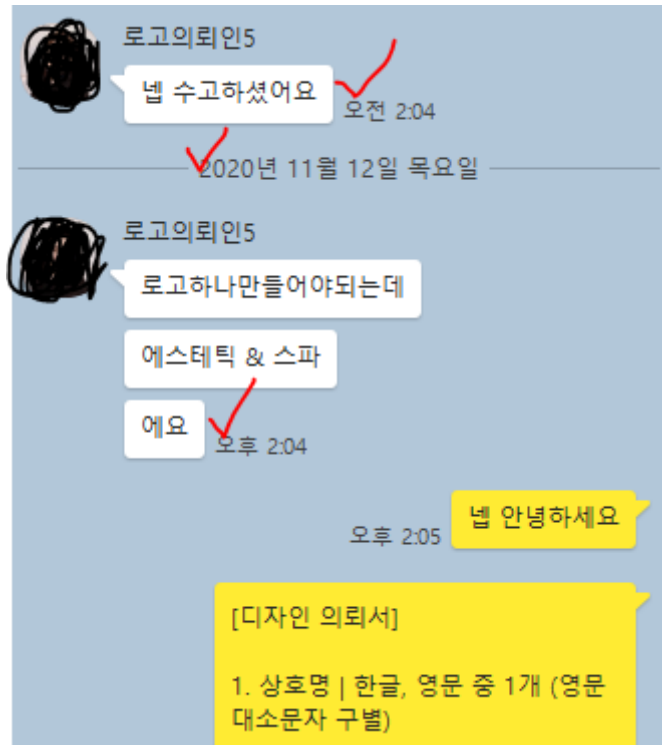 로고의뢰인5
넵 수고하셨어요
오전 2:04
2020년 11월 12일 목요일
로고의뢰인5
로고하나만들어야되는데
에스테틱 & 스파
에요
오후 2:04
넵 안녕하세요
오후 2:05
[디자인 의뢰서]
1. 상호명 | 한글, 영문 중 1개 (영문
대소문자 구별)